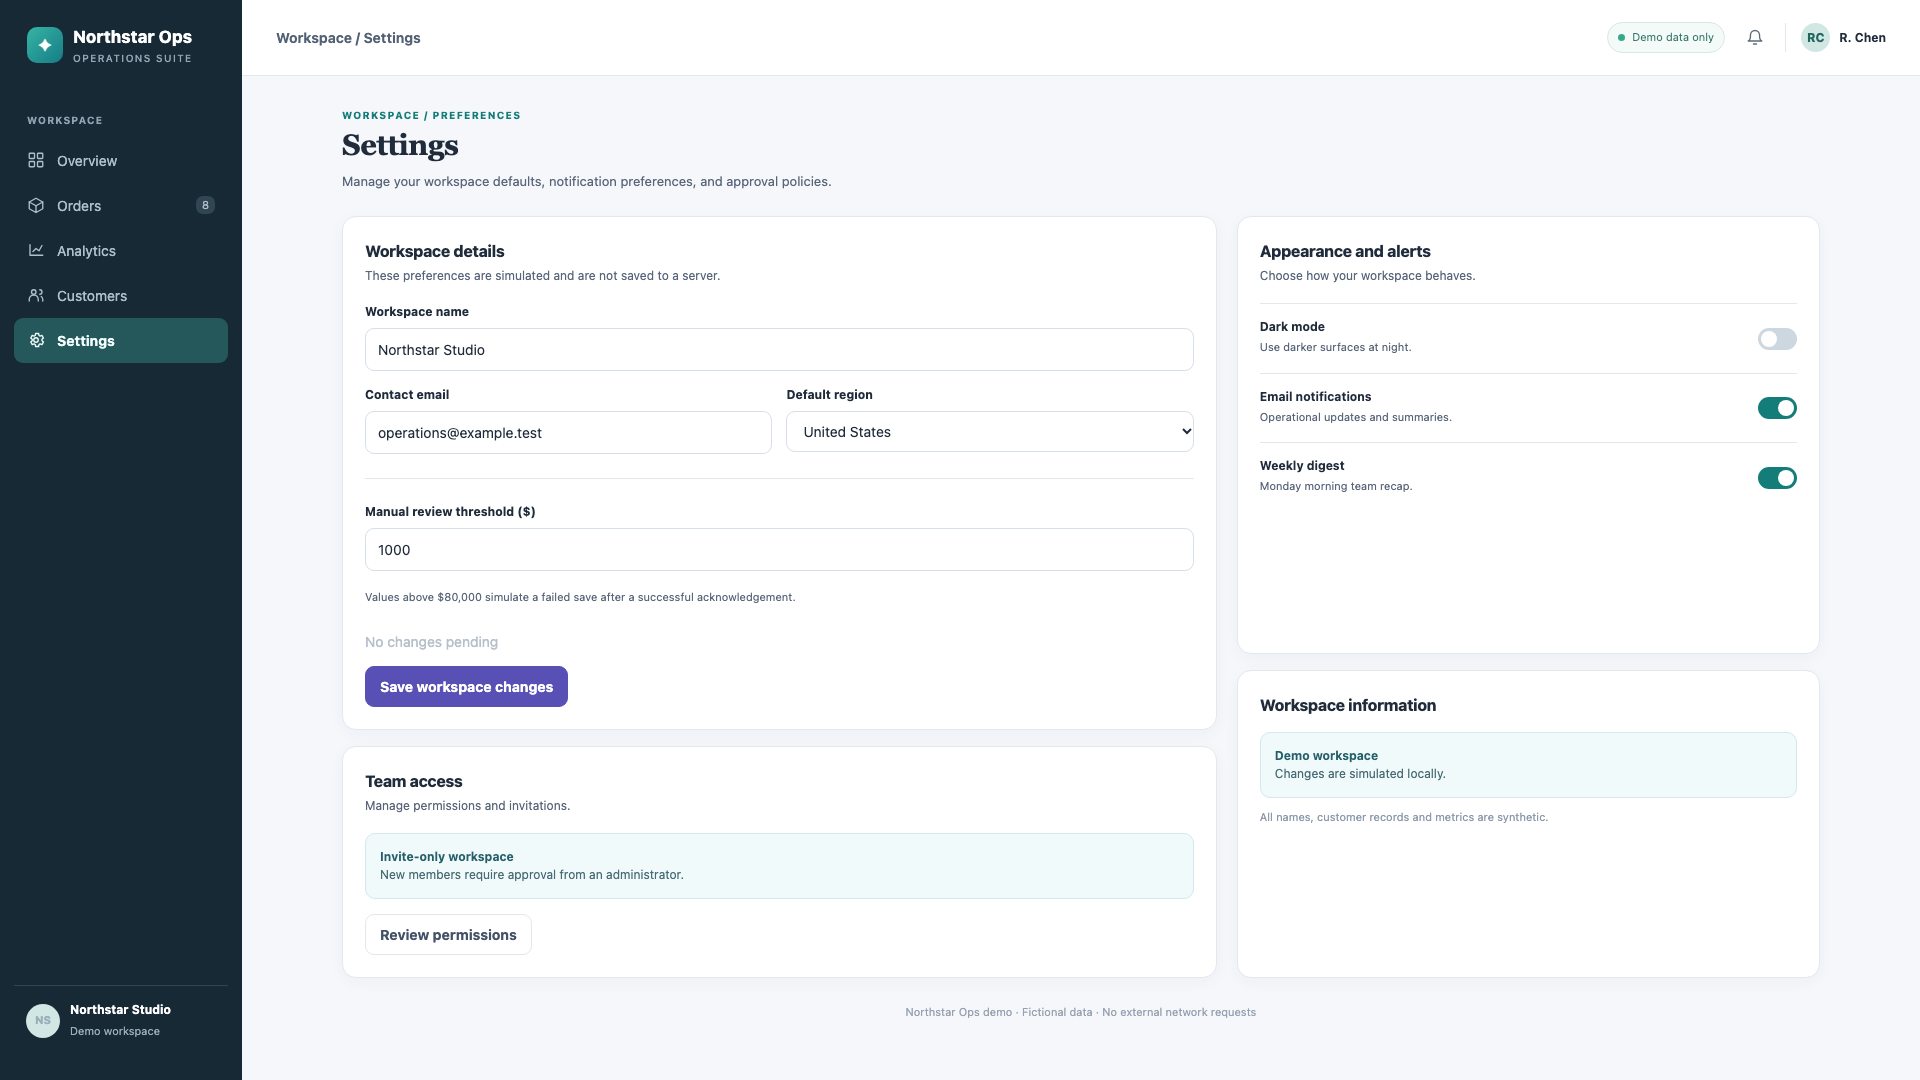 Northstar Ops
OPERATIONS SUITE
WORKSPACE
Overview
Orders
8
Analytics
Customers
Settings
Northstar Studio
NS
Demo workspace
Workspace / Settings
Demo data only
RC
R. Chen
WORKSPACE / PREFERENCES
Settings
Manage your workspace defaults, notification preferences, and approval policies.
Workspace details
These preferences are simulated and are not saved to a server.
Workspace name
Northstar Studio
Contact email
Default region
operations@example.test
United States
Manual review threshold ($)
1000
Values above $80,000 simulate a failed save after a successful acknowledgement.
No changes pending
Save workspace changes
Team access
Manage permissions and invitations.
Invite-only workspace
New members require approval from an administrator.
Review permissions
Appearance and alerts
Choose how your workspace behaves.
Dark mode
Use darker surfaces at night.
Email notifications
Operational updates and summaries.
Weekly digest
Monday morning team recap.
Workspace information
Demo workspace
Changes are simulated locally.
All names, customer records and metrics are synthetic.
Northstar Ops demo · Fictional data · No external network requests